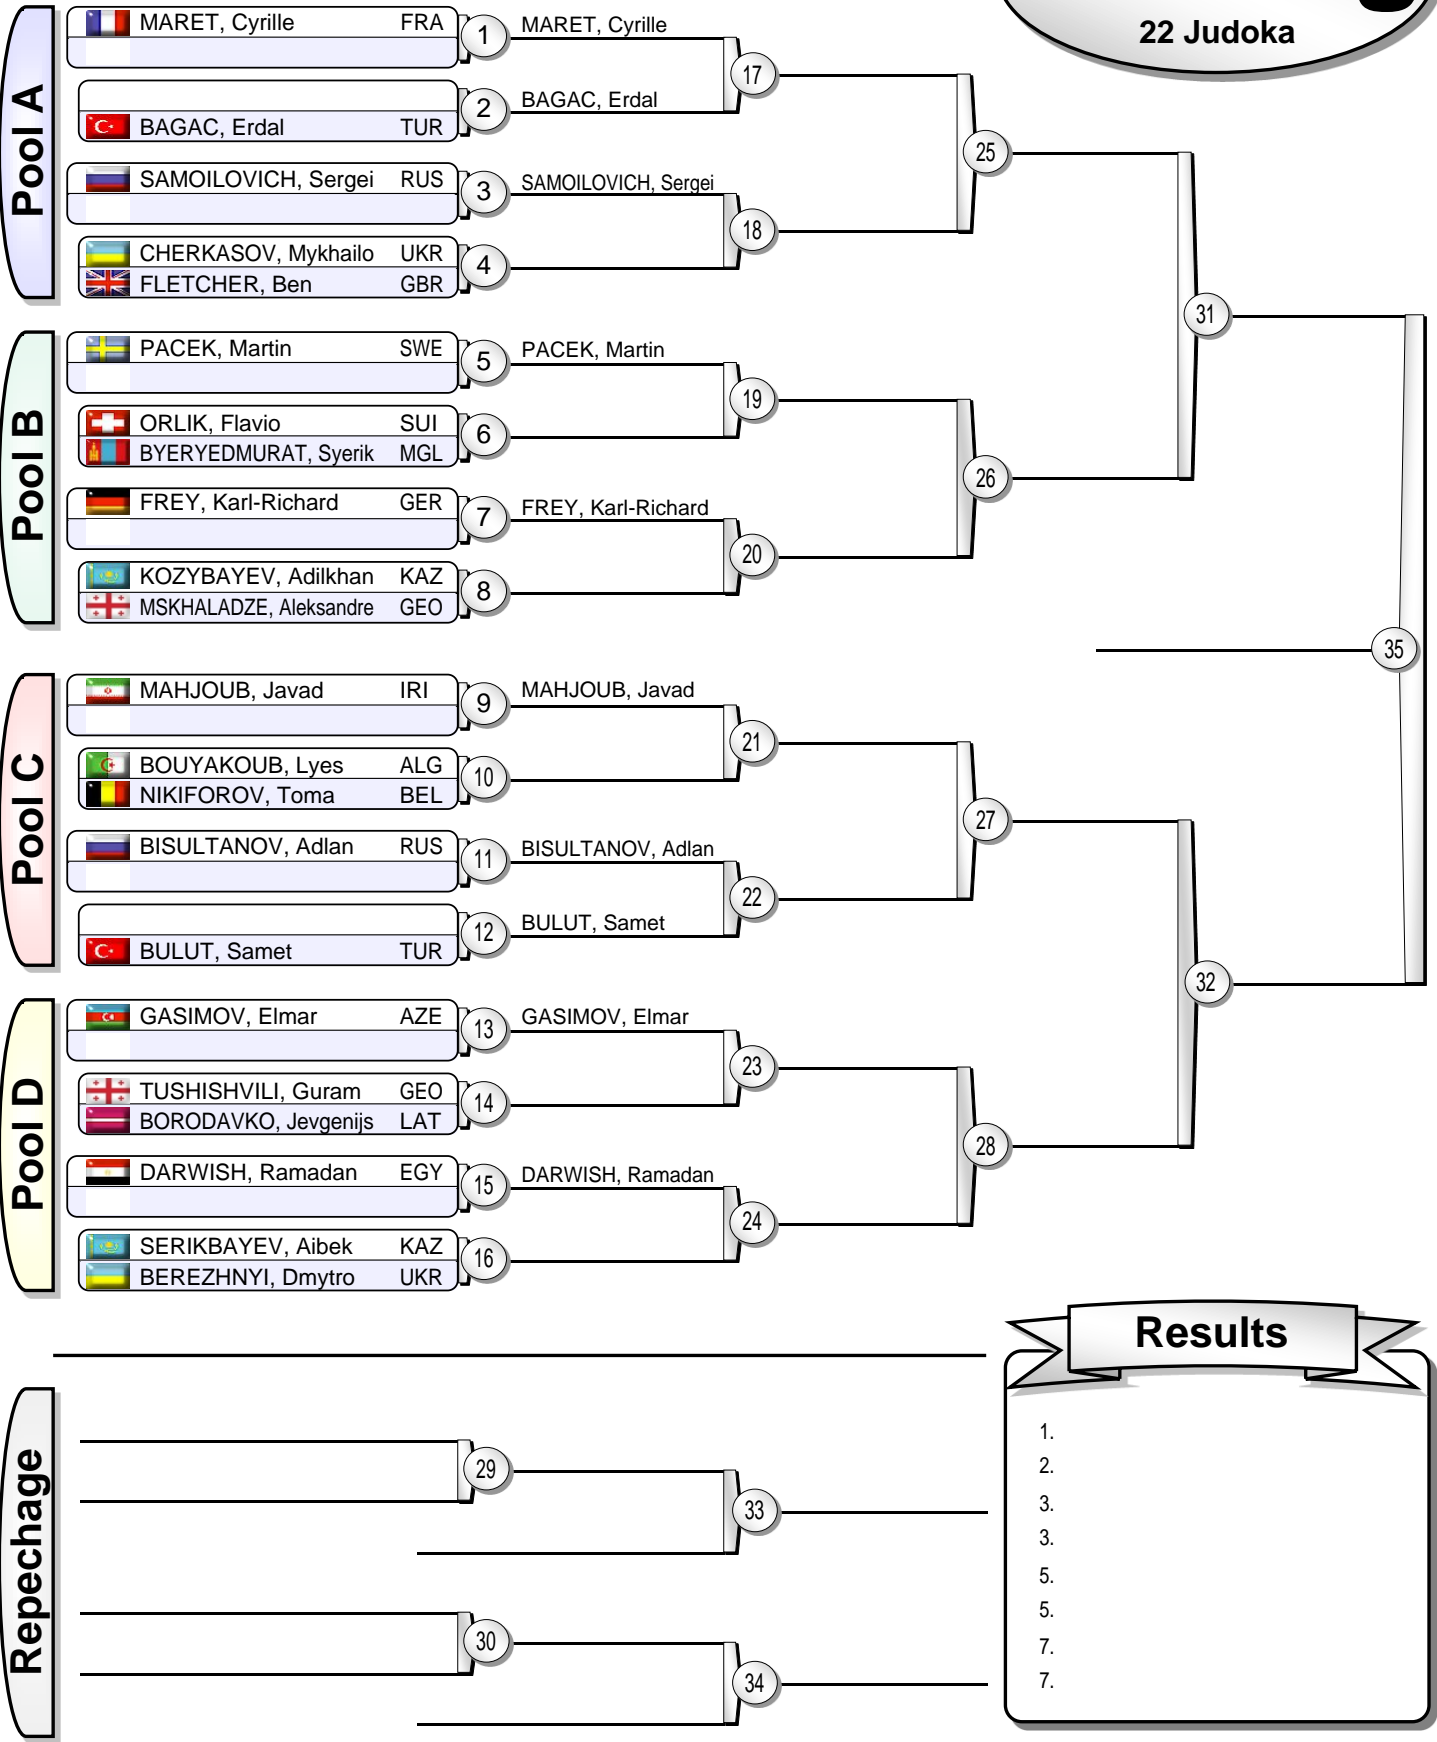 22 Judoka
Pool A
MARET, Cyrille FRA 1 MARET, Cyrille
17
2 BAGAC, Erdal
BAGAC, Erdal TUR
25
SAMOILOVICH, Sergei RUS 3 SAMOILOVICH, Sergei
18
CHERKASOV, Mykhailo UKR 4
FLETCHER, Ben GBR
31
Pool B
PACEK, Martin SWE 5 PACEK, Martin
19
ORLIK, Flavio SUI 6
BYERYEDMURAT, Syerik MGL
26
FREY, Karl-Richard GER 7 FREY, Karl-Richard
20
KOZYBAYEV, Adilkhan KAZ 8
MSKHALADZE, Aleksandre GEO
35
Pool C
MAHJOUB, Javad IRI 9 MAHJOUB, Javad
21
BOUYAKOUB, Lyes ALG 10
NIKIFOROV, Toma BEL
27
BISULTANOV, Adlan RUS 11 BISULTANOV, Adlan
22
12 BULUT, Samet
BULUT, Samet TUR
32
Pool D
GASIMOV, Elmar AZE 13 GASIMOV, Elmar
23
TUSHISHVILI, Guram GEO 14
BORODAVKO, Jevgenijs LAT
28
DARWISH, Ramadan EGY 15 DARWISH, Ramadan
24
SERIKBAYEV, Aibek KAZ 16
BEREZHNYI, Dmytro UKR
Repechage
29
33
30
34
Results
1.
2.
3.
3.
5.
5.
7.
7.